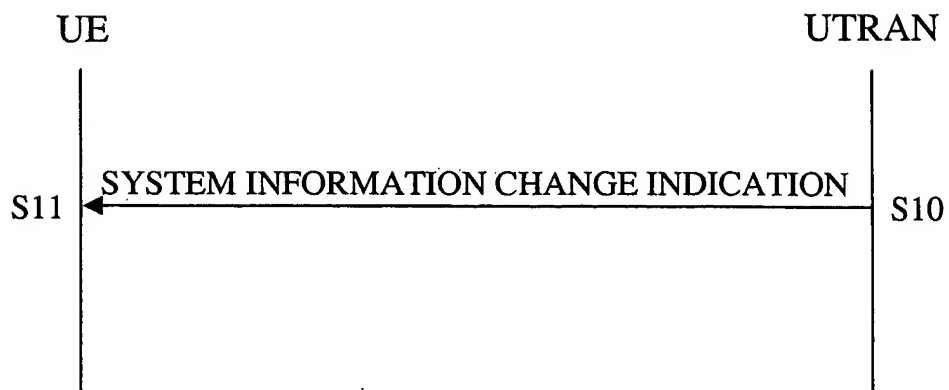 UE UTRAN
SYSTEM INFORMATION CHANGE INDICATION
S11 S10